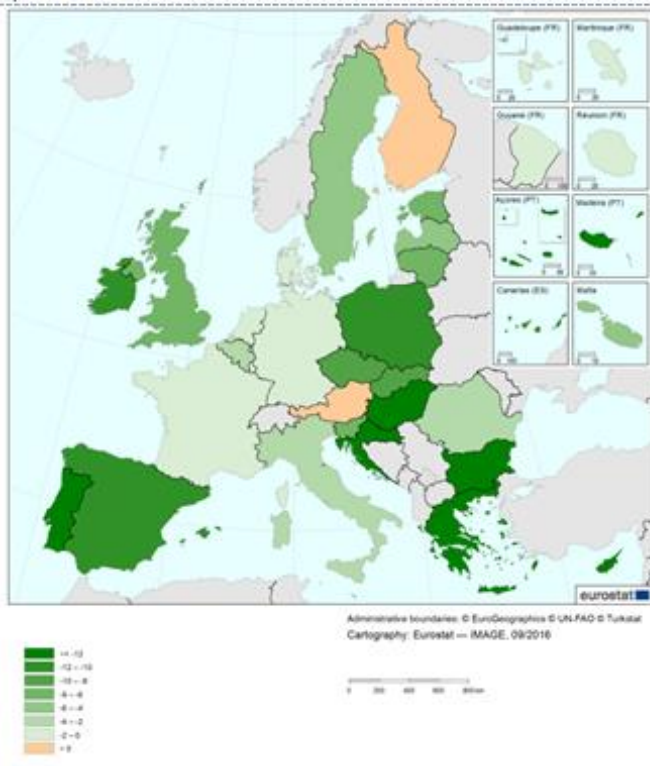 Guadeloupe (FR)
Martinique (FR)
Guyane (FR)
Réunion (FR)
Açores (PT)
Madeira (PT)
Canarias (ES)
Malta
eurostat
Administrative boundaries: © EuroGeographics © UN-FAO © Turkstat
Cartography: Eurostat — IMAGE, 09/2016
-12 – -10
-10 – -8
-8 – -6
-6 – -4
-4 – -2
-2 – 0
> 0